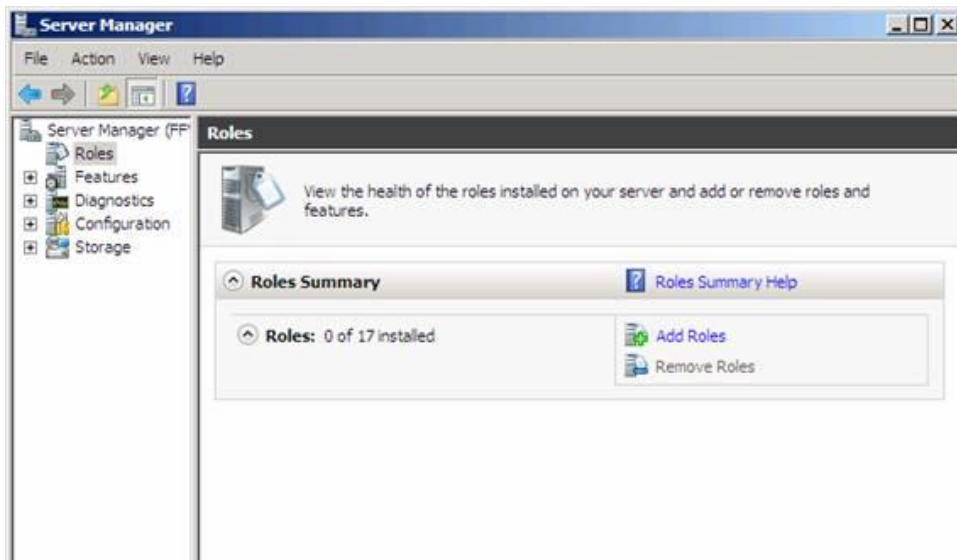 Server Manager
File Action View Help
Server Manager (FF
Roles
Features
Diagnostics
Configuration
Storage
Roles
View the health of the roles installed on your server and add or remove roles and
features.
Roles Summary
Roles Summary Help
Roles: 0 of 17 installed
Add Roles
Remove Roles